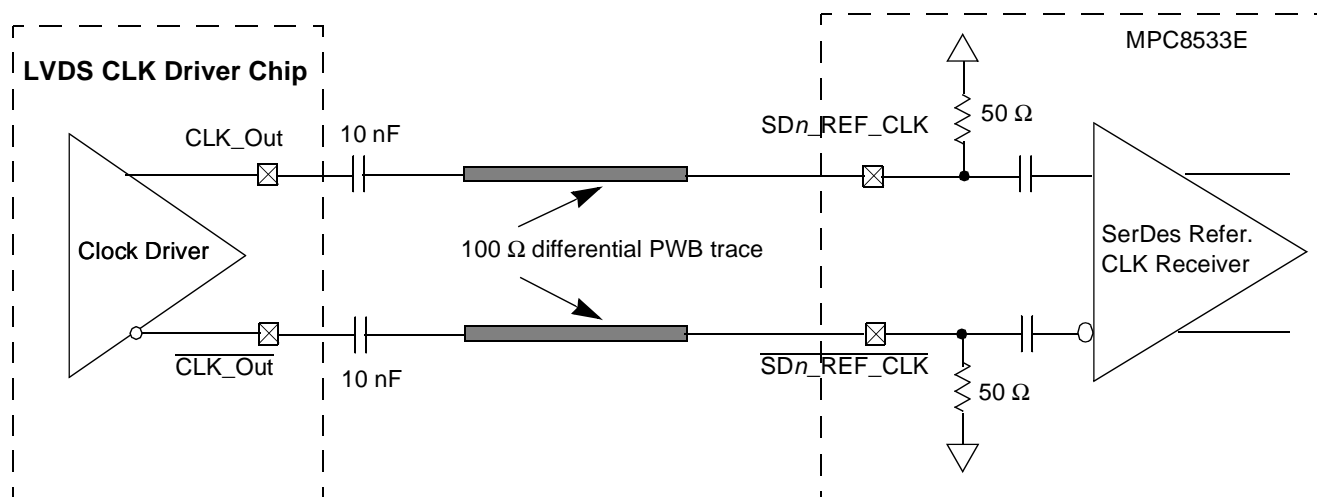 MPC8533E
LVDS CLK Driver Chip
CLK_Out
10 nF
SDn_REF_CLK
50 Ω
Clock Driver
100 Ω differential PWB trace
SerDes Refer.
CLK Receiver
CLK_Out
10 nF
SDn_REF_CLK
50 Ω